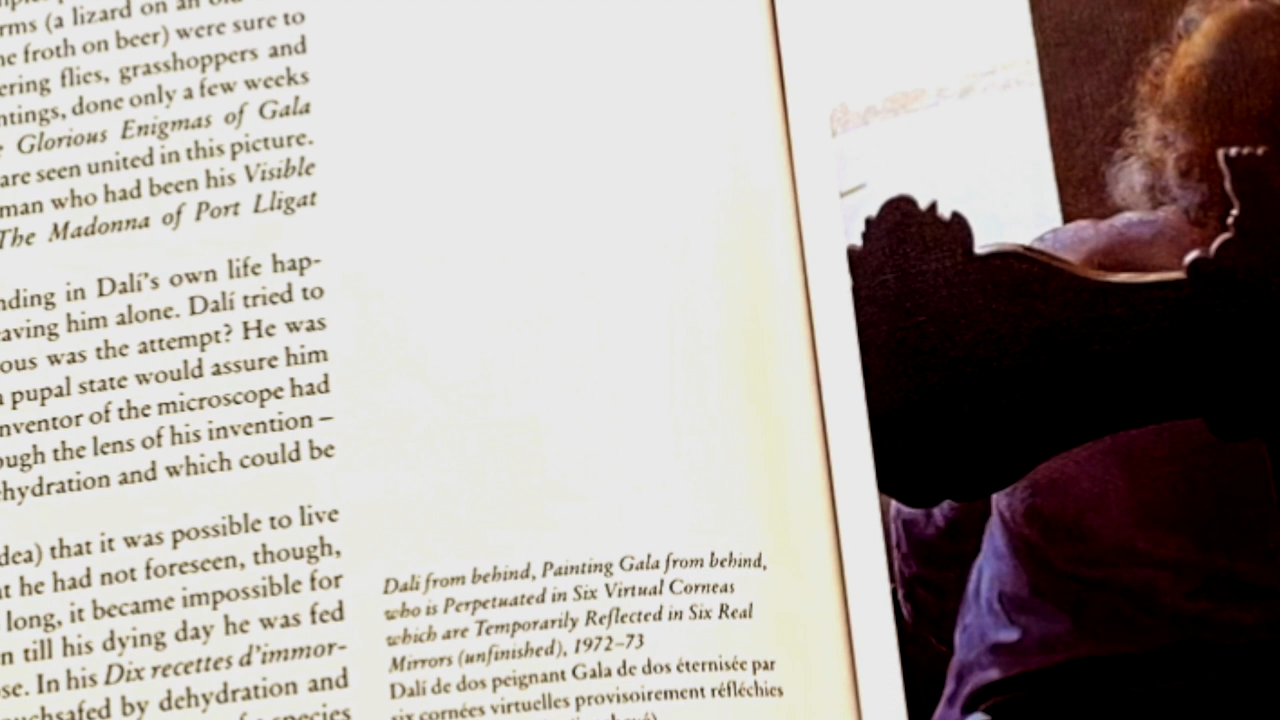 rms (a lizard on an old
froth on beer) were sure to
ering flies, grasshoppers and
ntings, done only a few weeks
Glorious Enigmas of Gala
are seen united in this picture.
man who had been his Visible
The Madonna of Port Lligat
nding in Dalí's own life hap-
aving him alone. Dalí tried to
ous was the attempt? He was
a pupal state would assure him
nventor of the microscope had
ough the lens of his invention –
ehydration and which could be
dea) that it was possible to live
at he had not foreseen, though,
long, it became impossible for
n till his dying day he was fed
se. In his Dix recettes d'immor-
uchsafed by dehydration and
species
Dalí from behind, Painting Gala from behind,
who is Perpetuated in Six Virtual Corneas
which are Temporarily Reflected in Six Real
Mirrors (unfinished), 1972–73
Dalí de dos peignant Gala de dos éternisée par
six cornées virtuelles provisoirement réfléchies